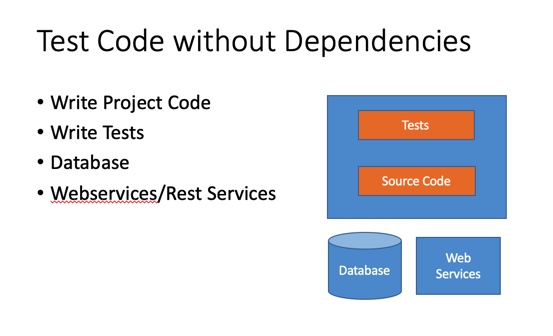 Test Code without Dependencies
• Write Project Code
• Write Tests
• Database
• Webservices/Rest Services
Tests
Source Code
Database
Web
Services